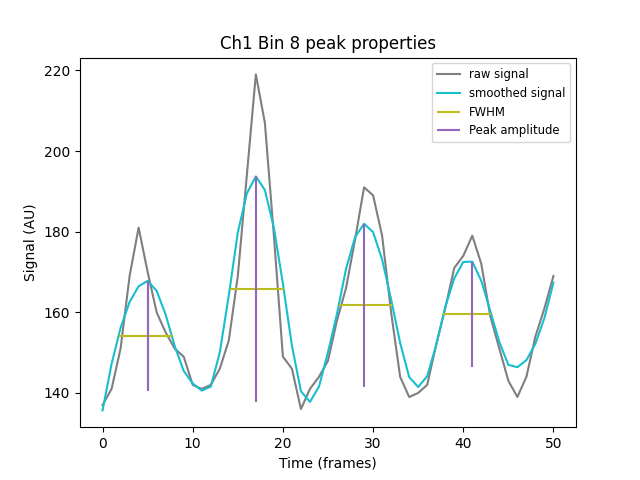 Ch1 Bin 8 peak properties
raw signal
smoothed signal
FWHM
Peak amplitude
Signal (AU)
220
200
180
160
140
0 10 20 30 40 50
Time (frames)